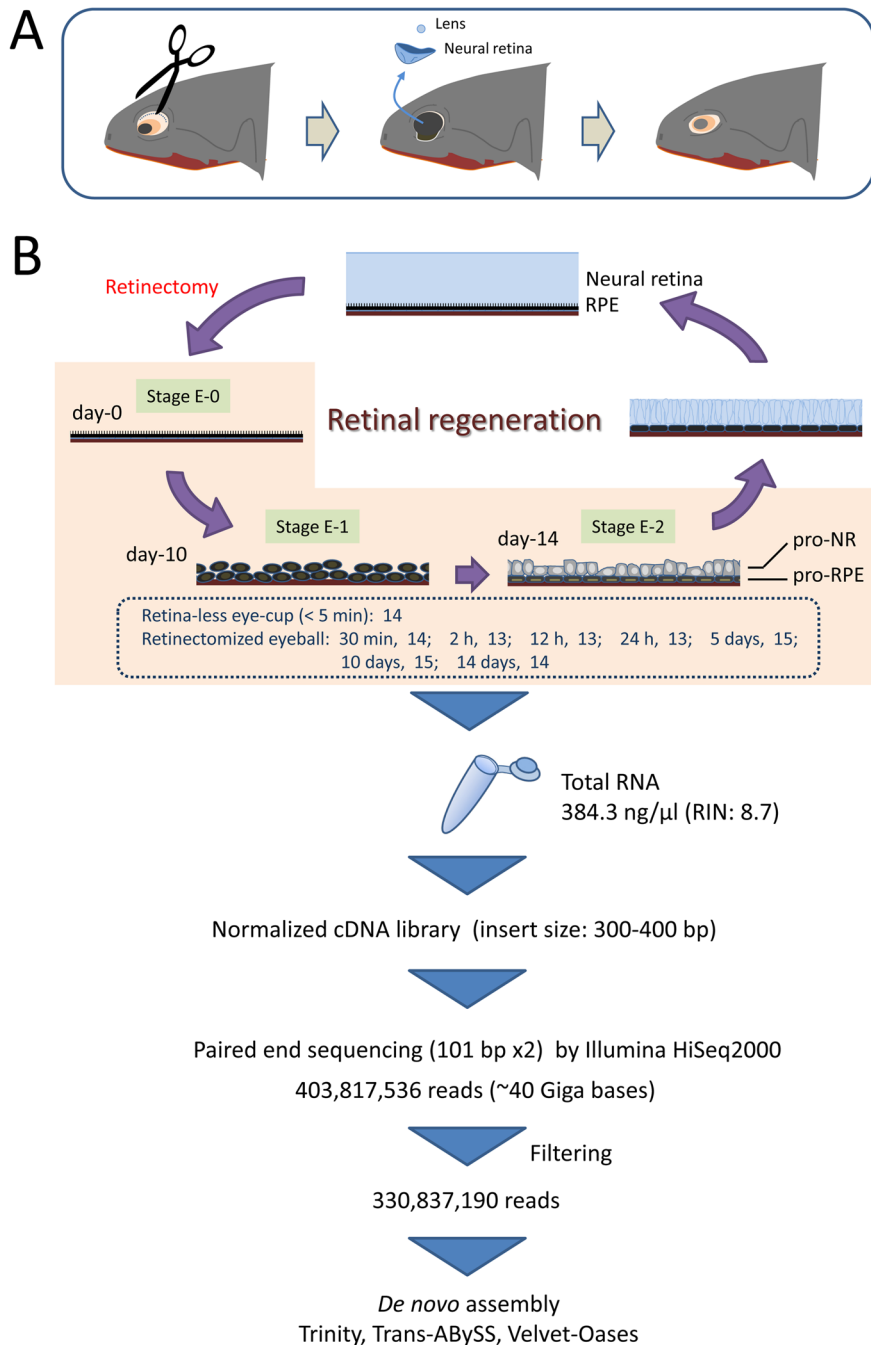 A
Lens
Neural retina
B
Retinectomy
Neural retina
RPE
Stage E-0
day-0
Retinal regeneration
Stage E-1
day-10
Stage E-2
day-14
pro-NR
pro-RPE
Retina-less eye-cup (< 5 min): 14
Retinectomized eyeball: 30 min, 14; 2 h, 13; 12 h, 13; 24 h, 13; 5 days, 15;
10 days, 15; 14 days, 14
Total RNA
384.3 ng/μl (RIN: 8.7)
Normalized cDNA library (insert size: 300-400 bp)
Paired end sequencing (101 bp x2) by Illumina HiSeq2000
403,817,536 reads (~40 Giga bases)
Filtering
330,837,190 reads
De novo assembly
Trinity, Trans-ABySS, Velvet-Oases